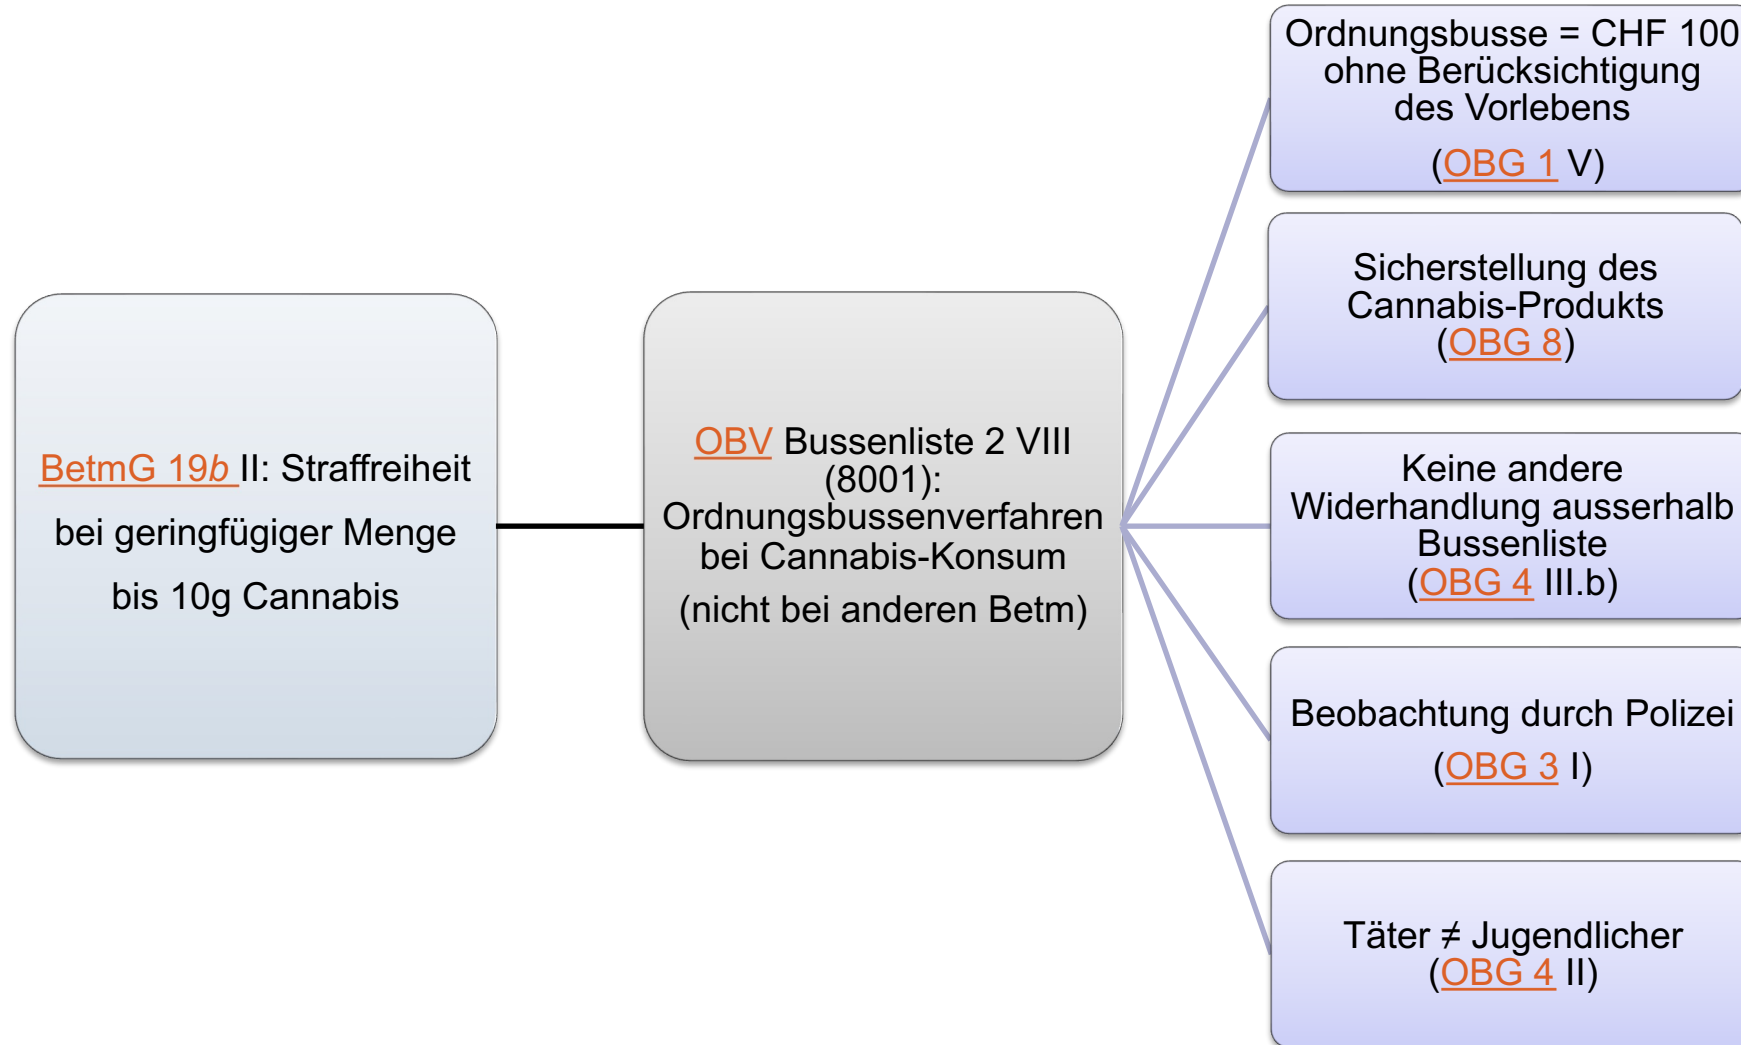 BetmG 19b II: Straffreiheit
bei geringfügiger Menge
bis 10g Cannabis
OBV Bussenliste 2 VIII
(8001):
Ordnungsbussenverfahren
bei Cannabis-Konsum
(nicht bei anderen Betm)
Ordnungsbusse = CHF 100
ohne Berücksichtigung
des Vorlebens
(OBG 1 V)
Sicherstellung des
Cannabis-Produkts
(OBG 8)
Keine andere
Widerhandlung ausserhalb
Bussenliste
(OBG 4 III.b)
Beobachtung durch Polizei
(OBG 3 I)
Täter ≠ Jugendlicher
(OBG 4 II)